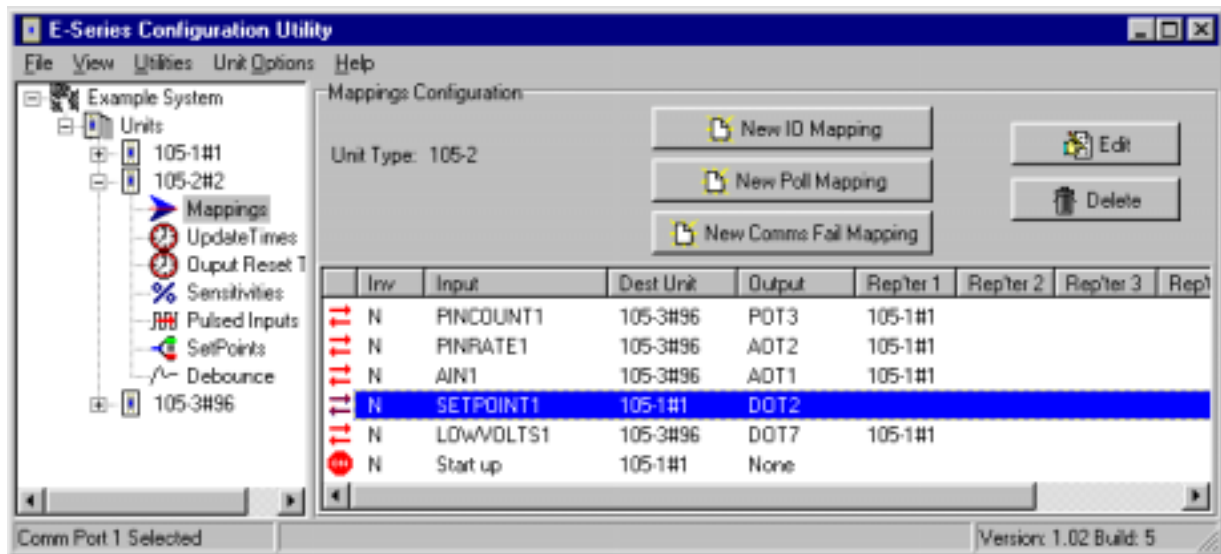 E-Series Configuration Utility
File View Utilities Unit Options Help
Example System
Units
105-1#1
105-2#2
Mappings
UpdateTimes
Ouput Reset T
Sensitivities
Pulsed Inputs
SetPoints
Debounce
105-3#96
Mappings Configuration
Unit Type: 105-2
New IO Mapping
New Poll Mapping
New Comms Fail Mapping
Edit
Delete
Inv Input Dest Unit Output Rep'ter 1 Rep'ter 2 Rep'ter 3 Rep't
N PINCOUNT1 105-3#96 POT3 105-1#1
N PINRATE1 105-3#96 AOT2 105-1#1
N AIN1 105-3#96 AOT1 105-1#1
N SETPOINT1 105-1#1 DOT2
N LOWVOLTS1 105-3#96 DOT7 105-1#1
N Start up 105-1#1 None
Comm Port 1 Selected
Version: 1.02 Build: 5